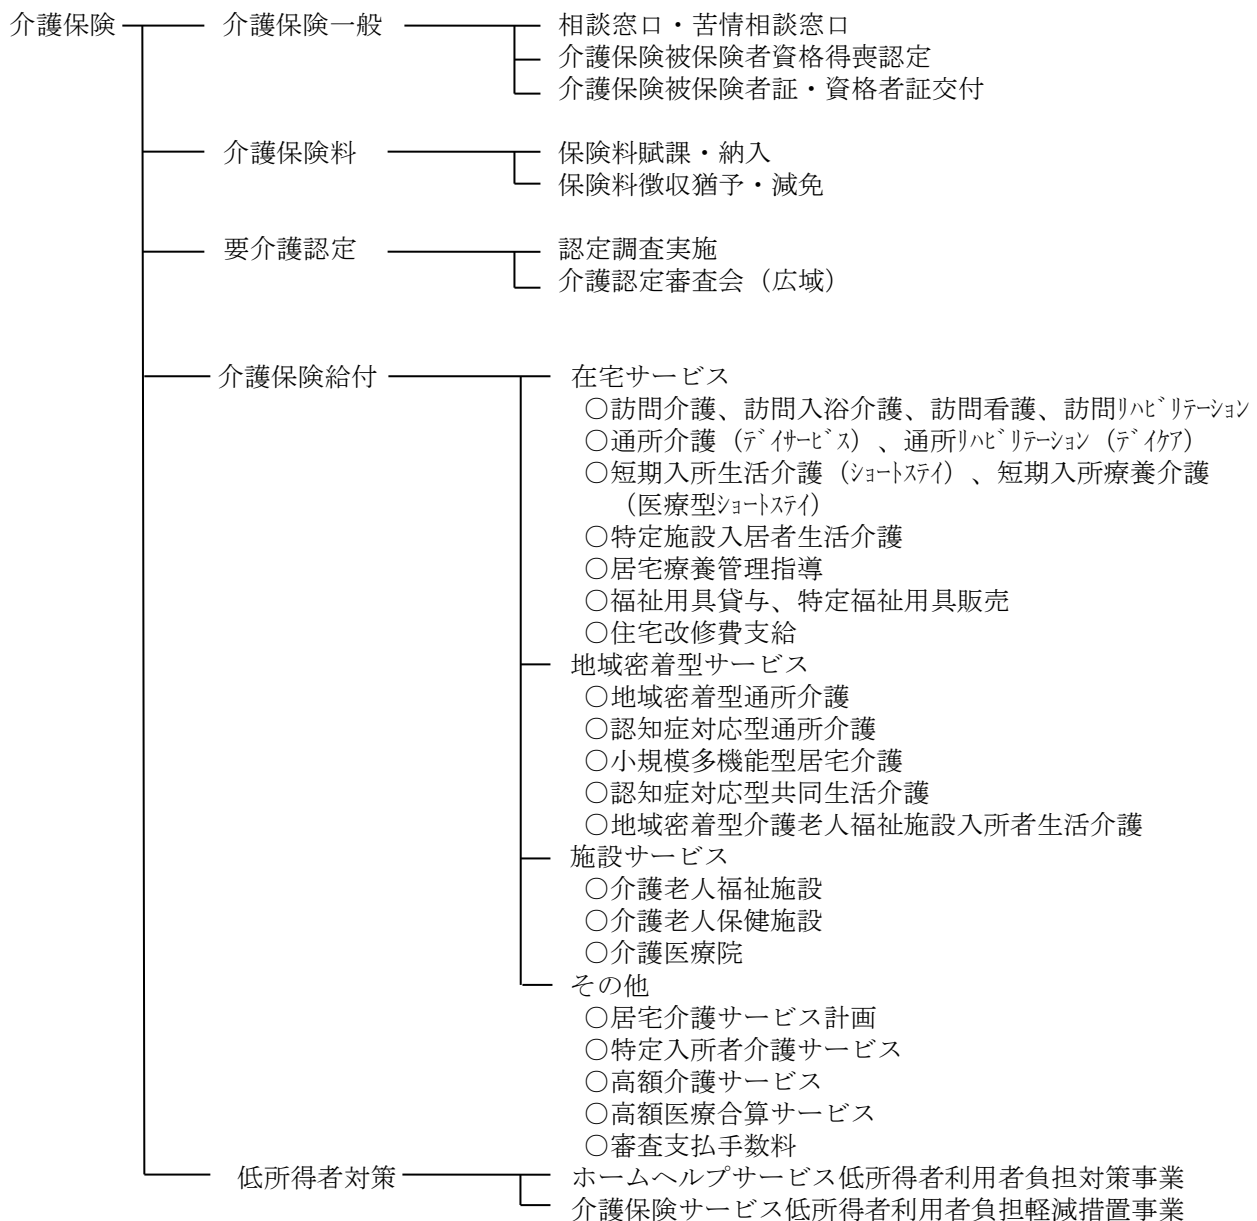 介護保険 介護保険一般 相談窓口・苦情相談窓口
介護保険被保険者資格得喪認定
介護保険被保険者証・資格者証交付
介護保険料 保険料賦課・納入
保険料徴収猶予・減免
要介護認定 認定調査実施
介護認定審査会（広域）
介護保険給付 在宅サービス
○訪問介護、訪問入浴介護、訪問看護、訪問ﾘﾊﾋﾞﾘﾃｰｼｮﾝ
○通所介護（ﾃﾞｲｻｰﾋﾞｽ）、通所ﾘﾊﾋﾞﾘﾃｰｼｮﾝ（ﾃﾞｲｹｱ）
○短期入所生活介護（ｼｮｰﾄｽﾃｲ）、短期入所療養介護
（医療型ｼｮｰﾄｽﾃｲ）
○特定施設入居者生活介護
○居宅療養管理指導
○福祉用具貸与、特定福祉用具販売
○住宅改修費支給
地域密着型サービス
○地域密着型通所介護
○認知症対応型通所介護
○小規模多機能型居宅介護
○認知症対応型共同生活介護
○地域密着型介護老人福祉施設入所者生活介護
施設サービス
○介護老人福祉施設
○介護老人保健施設
○介護医療院
その他
○居宅介護サービス計画
○特定入所者介護サービス
○高額介護サービス
○高額医療合算サービス
○審査支払手数料
低所得者対策 ホームヘルプサービス低所得者利用者負担対策事業
介護保険サービス低所得者利用者負担軽減措置事業